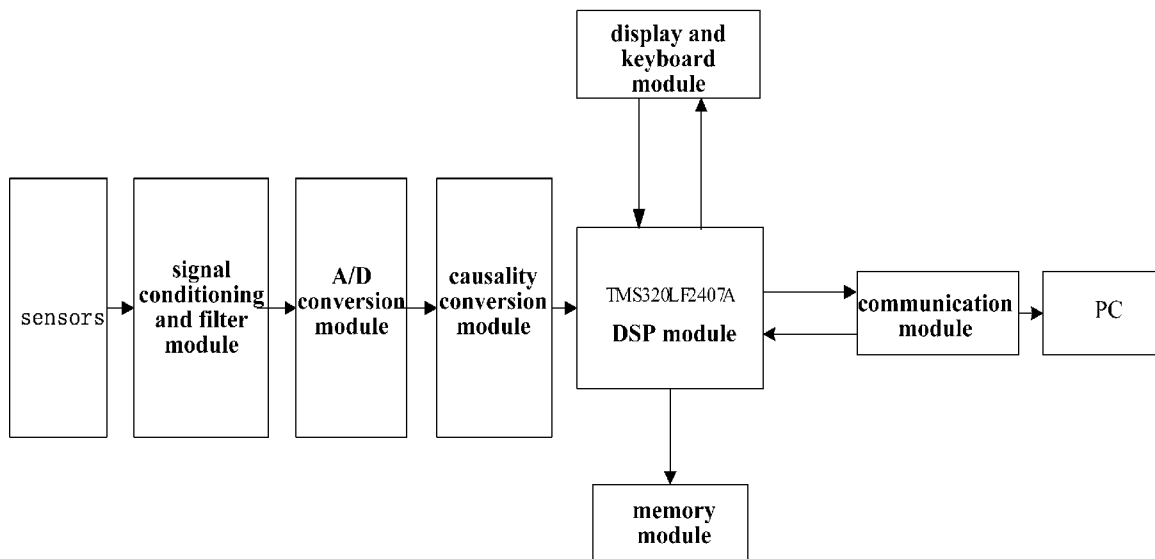 display and
keyboard
module
sensors
signal
conditioning
and filter
module
A/D
conversion
module
causality
conversion
module
TMS320LF2407A
DSP module
communication
module
PC
memory
module